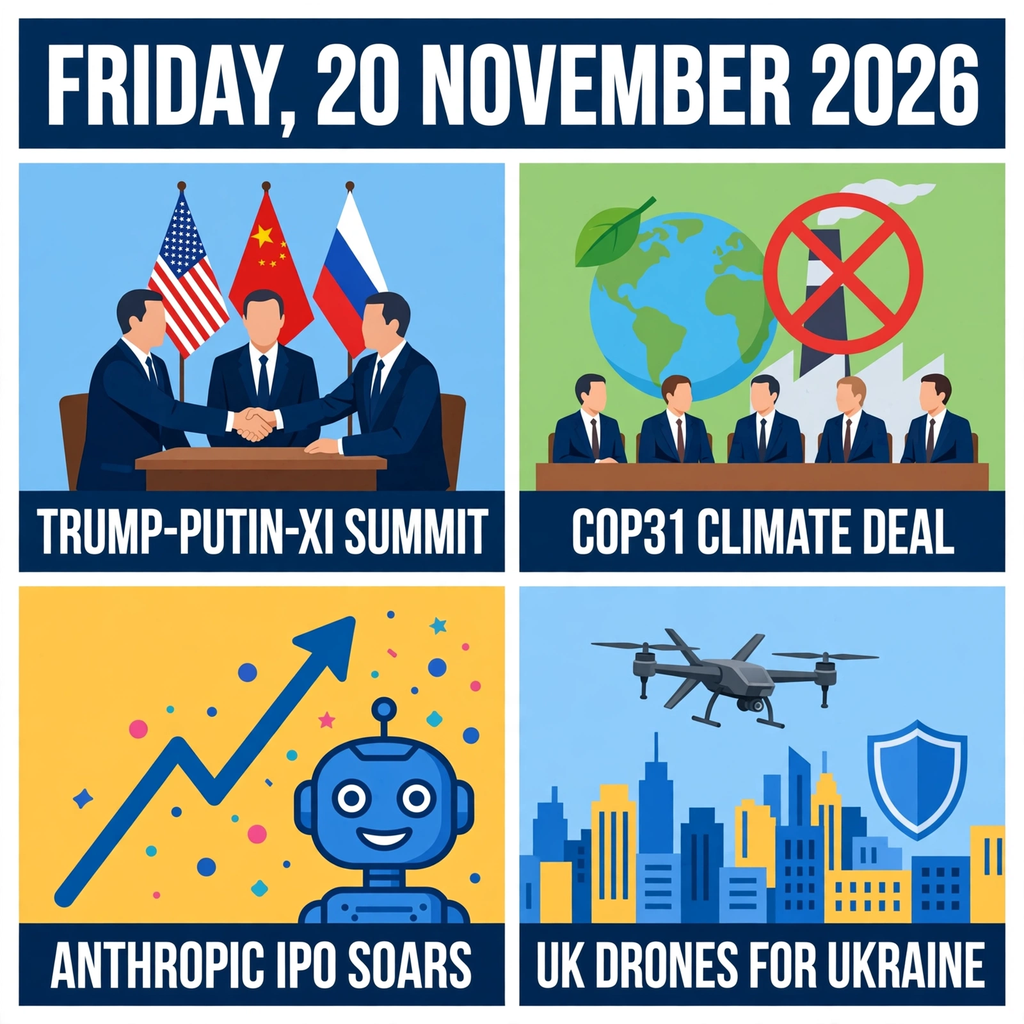 FRIDAY, 20 NOVEMBER 2026
TRUMP-PUTIN-XI SUMMIT
COP31 CLIMATE DEAL
ANTHROPIC IPO SOARS
UK DRONES FOR UKRAINE